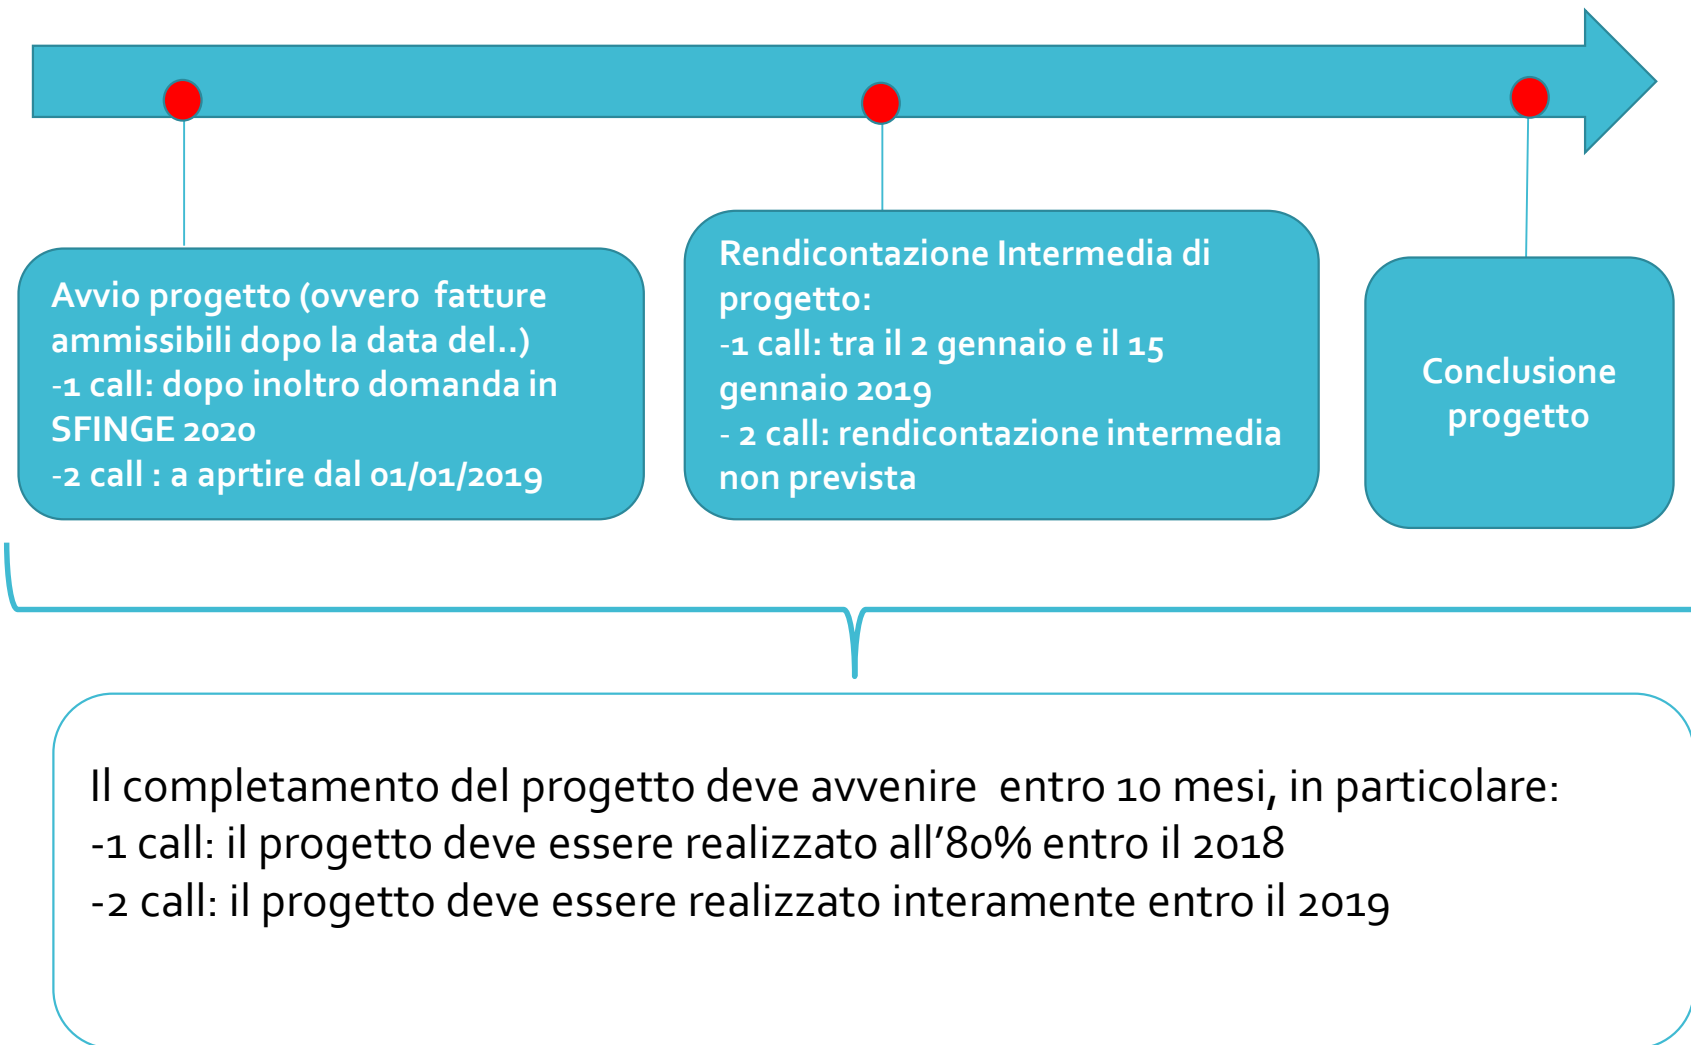 Avvio progetto (ovvero fatture
ammissibili dopo la data del..)
-1 call: dopo inoltro domanda in
SFINGE 2020
-2 call : a aprtire dal 01/01/2019
Rendicontazione Intermedia di
progetto:
-1 call: tra il 2 gennaio e il 15
gennaio 2019
- 2 call: rendicontazione intermedia
non prevista
Conclusione
progetto
Il completamento del progetto deve avvenire entro 10 mesi, in particolare:
-1 call: il progetto deve essere realizzato all’80% entro il 2018
-2 call: il progetto deve essere realizzato interamente entro il 2019